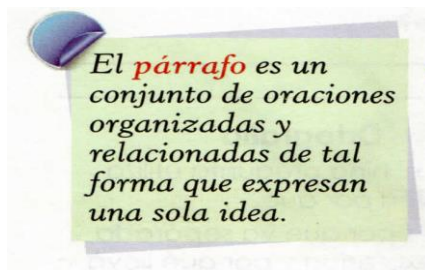 El párrafo es un
conjunto de oraciones
organizadas y
relacionadas de tal
forma que expresan
una sola idea.